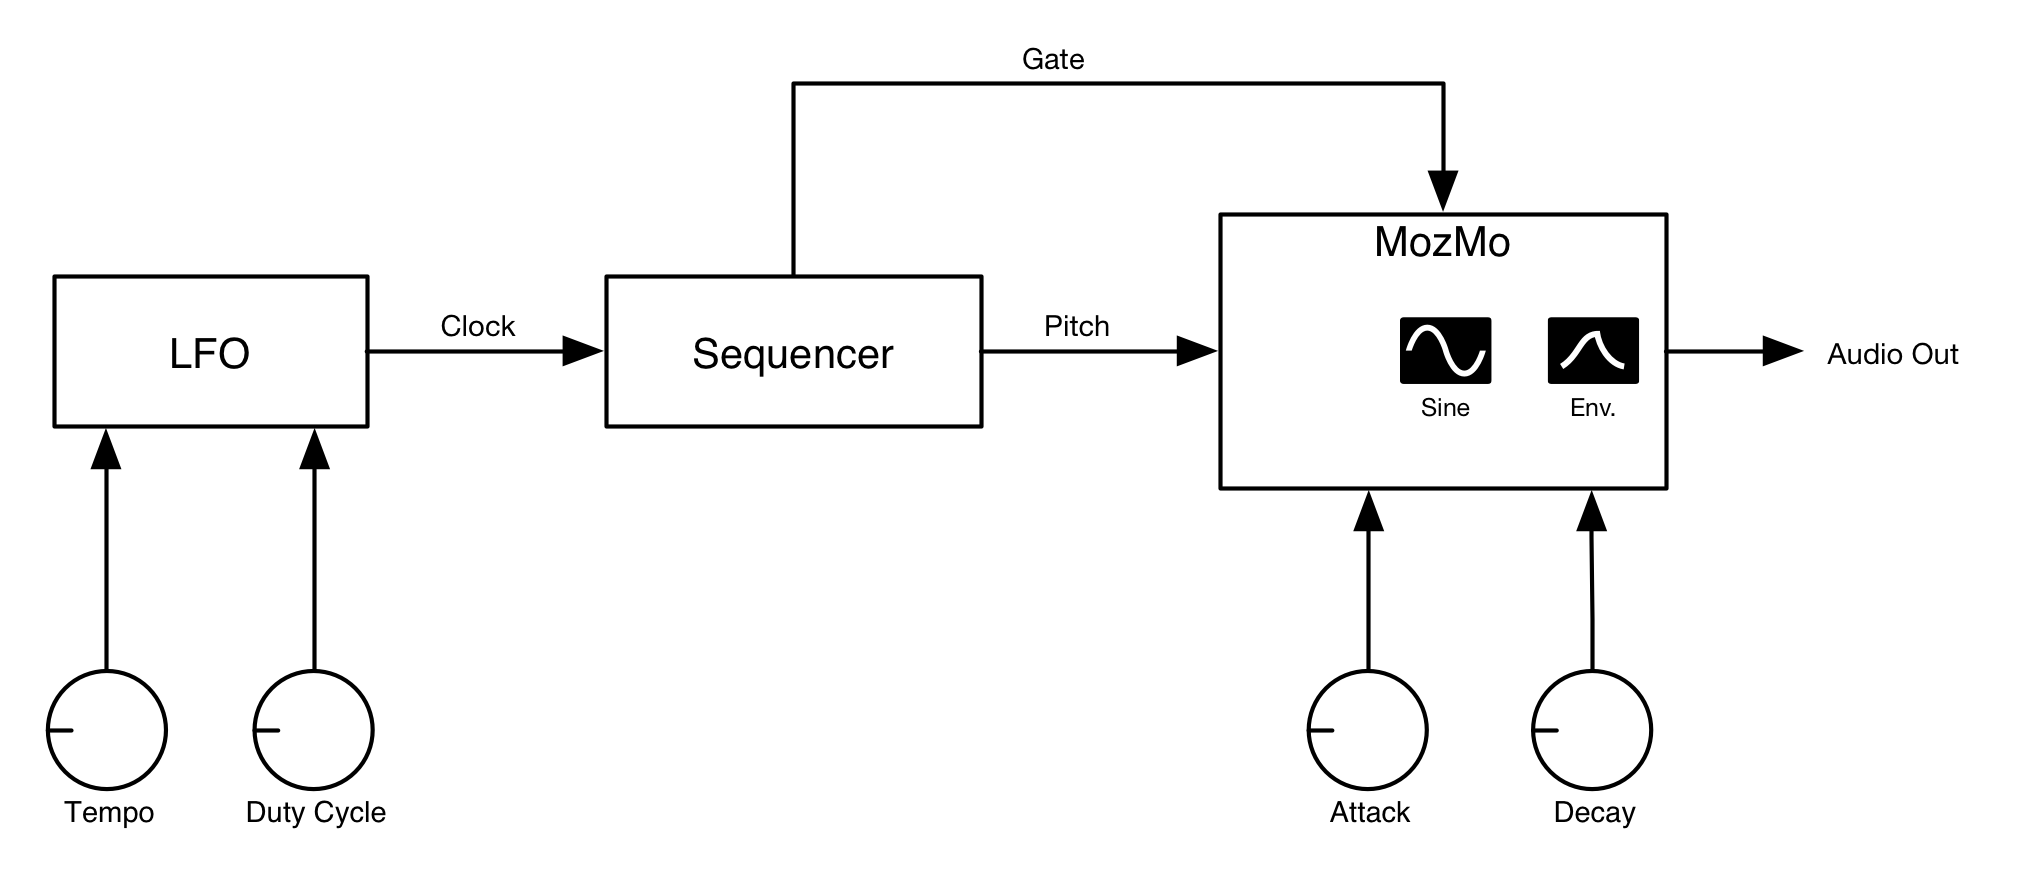 Gate
MozMo
Clock
Pitch
LFO
Sequencer
Audio Out
Sine
Env.
Tempo
Duty Cycle
Attack
Decay